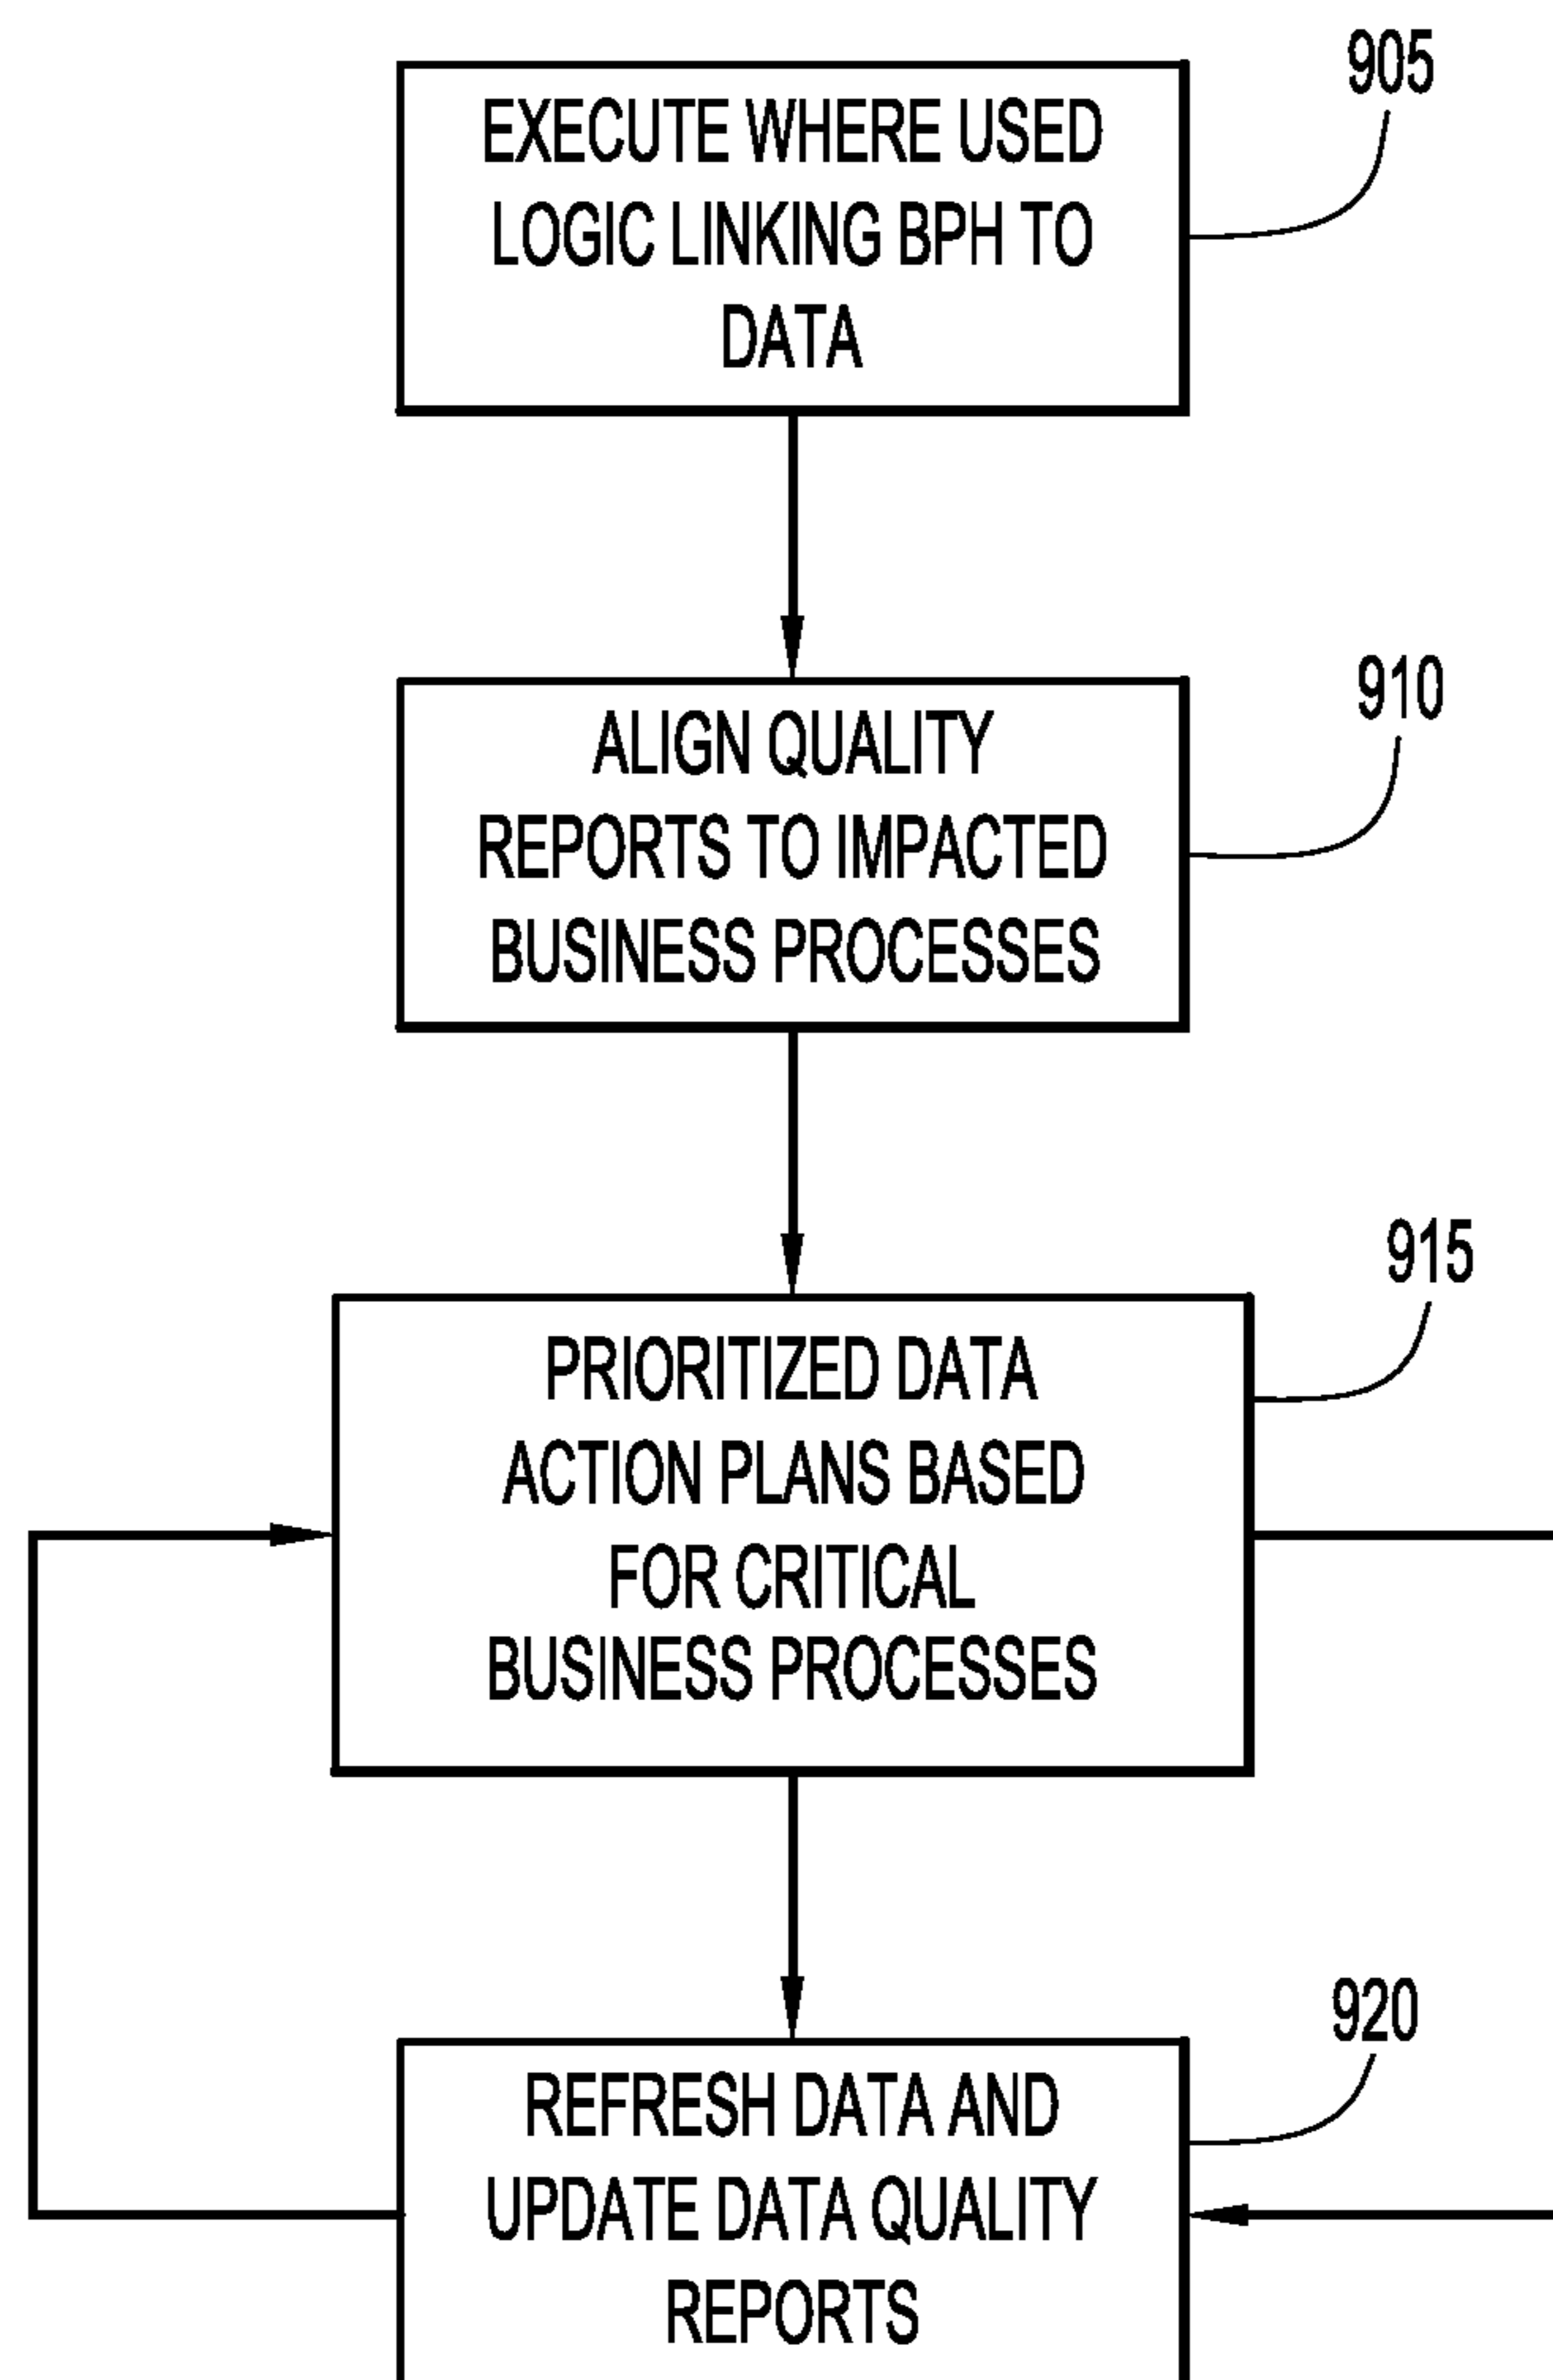 905
EXECUTE WHERE USED
LOGIC LINKING BPH TO
DATA
910
ALIGN QUALITY
REPORTS TO IMPACTED
BUSINESS PROCESSES
915
PRIORITIZED DATA
ACTION PLANS BASED
FOR CRITICAL
BUSINESS PROCESSES
920
REFRESH DATA AND
UPDATE DATA QUALITY
REPORTS